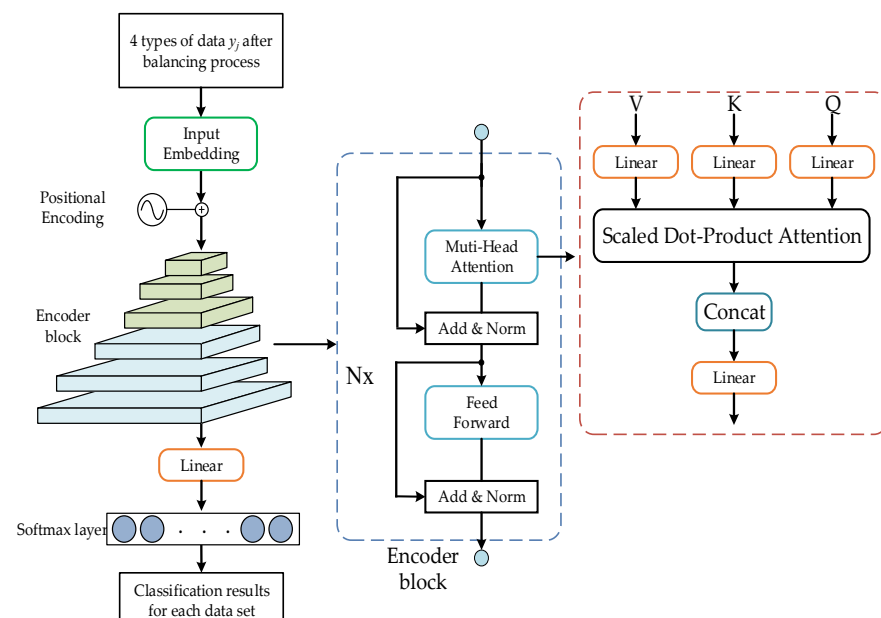 4 types of data yj after
balancing process
Input
Embedding
Positional
Encoding
Encoder
block
Linear
Softmax layer
. . .
Classification results
for each data set
Nx
Muti-Head
Attention
Add & Norm
Feed
Forward
Add & Norm
Encoder
block
V K Q
Linear Linear Linear
Scaled Dot-Product Attention
Concat
Linear